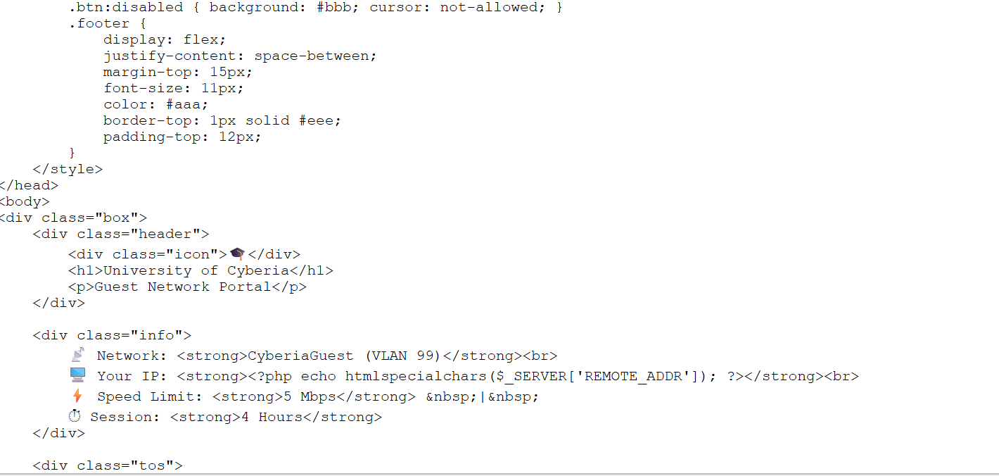 .btn:disabled { background: #bbb; cursor: not-allowed; }
.footer {
display: flex;
justify-content: space-between;
margin-top: 15px;
font-size: 11px;
color: #aaa;
border-top: 1px solid #eee;
padding-top: 12px;
}
</style>
</head>
<body>
<div class="box">
<div class="header">
<div class="icon">🎓</div>
<h1>University of Cyberia</h1>
<p>Guest Network Portal</p>
</div>
<div class="info">
📡 Network: <strong>CyberiaGuest (VLAN 99)</strong><br>
🖥️ Your IP: <strong><?php echo htmlspecialchars($_SERVER['REMOTE_ADDR']); ?></strong><br>
⚡ Speed Limit: <strong>5 Mbps</strong> &nbsp;|&nbsp;
⏱ Session: <strong>4 Hours</strong>
</div>
<div class="tos">